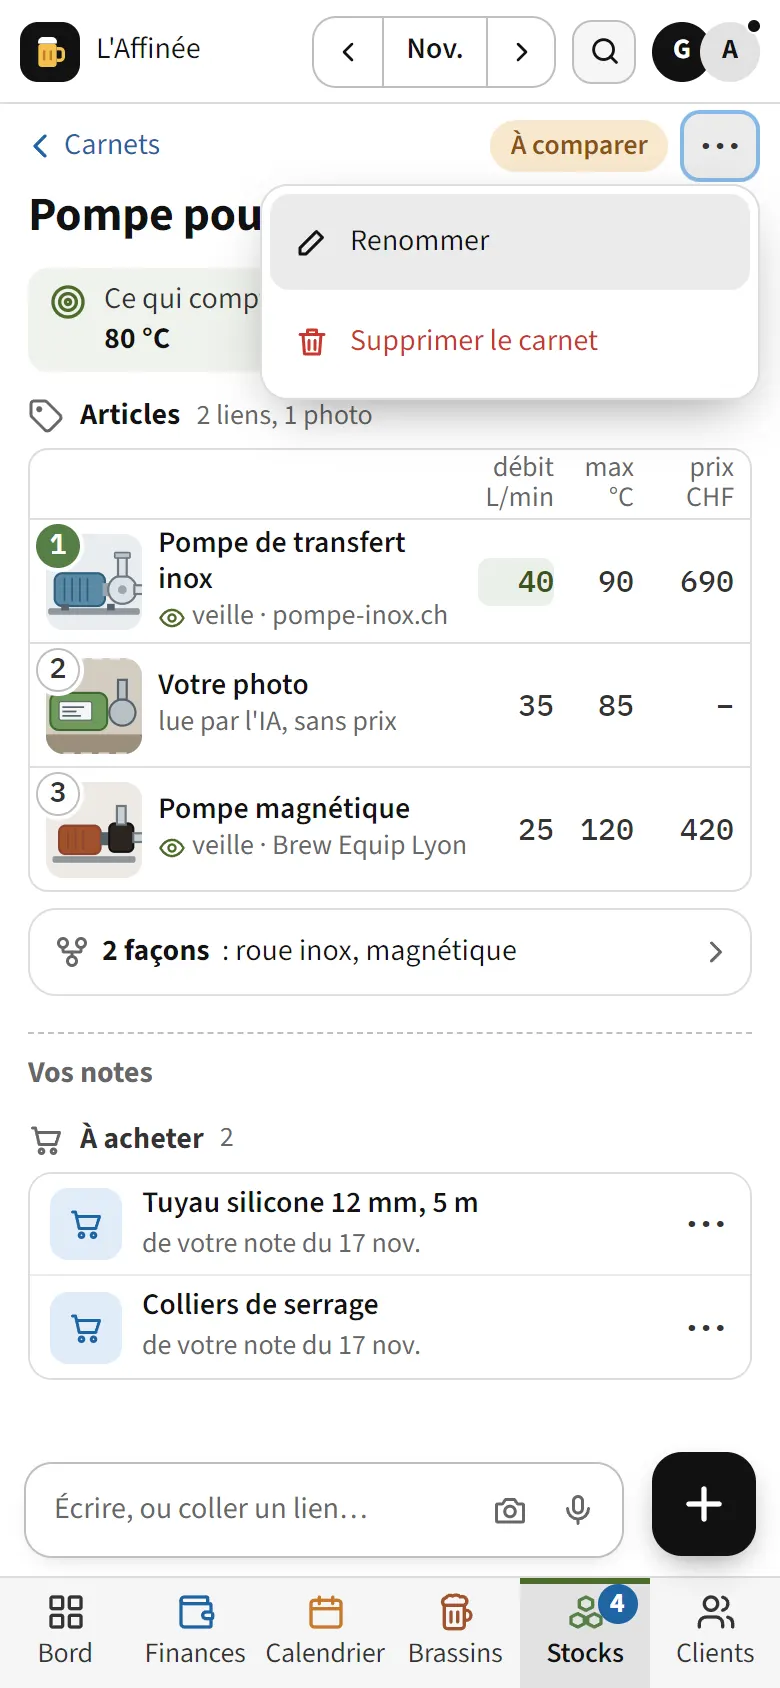 L'Affinée
Nov.
G
A
Carnets
À comparer
Pompe pou
Renommer
Ce qui comp
80 °C
Supprimer le carnet
Articles 2 liens, 1 photo
débit max prix
L/min °C CHF
1
Pompe de transfert
inox
40 90 690
veille · pompe-inox.ch
2
Votre photo
35 85 –
lue par l'IA, sans prix
3
Pompe magnétique
25 120 420
veille · Brew Equip Lyon
2 façons : roue inox, magnétique
Vos notes
À acheter 2
Tuyau silicone 12 mm, 5 m
de votre note du 17 nov.
Colliers de serrage
de votre note du 17 nov.
Écrire, ou coller un lien…
4
Bord Finances Calendrier Brassins Stocks Clients